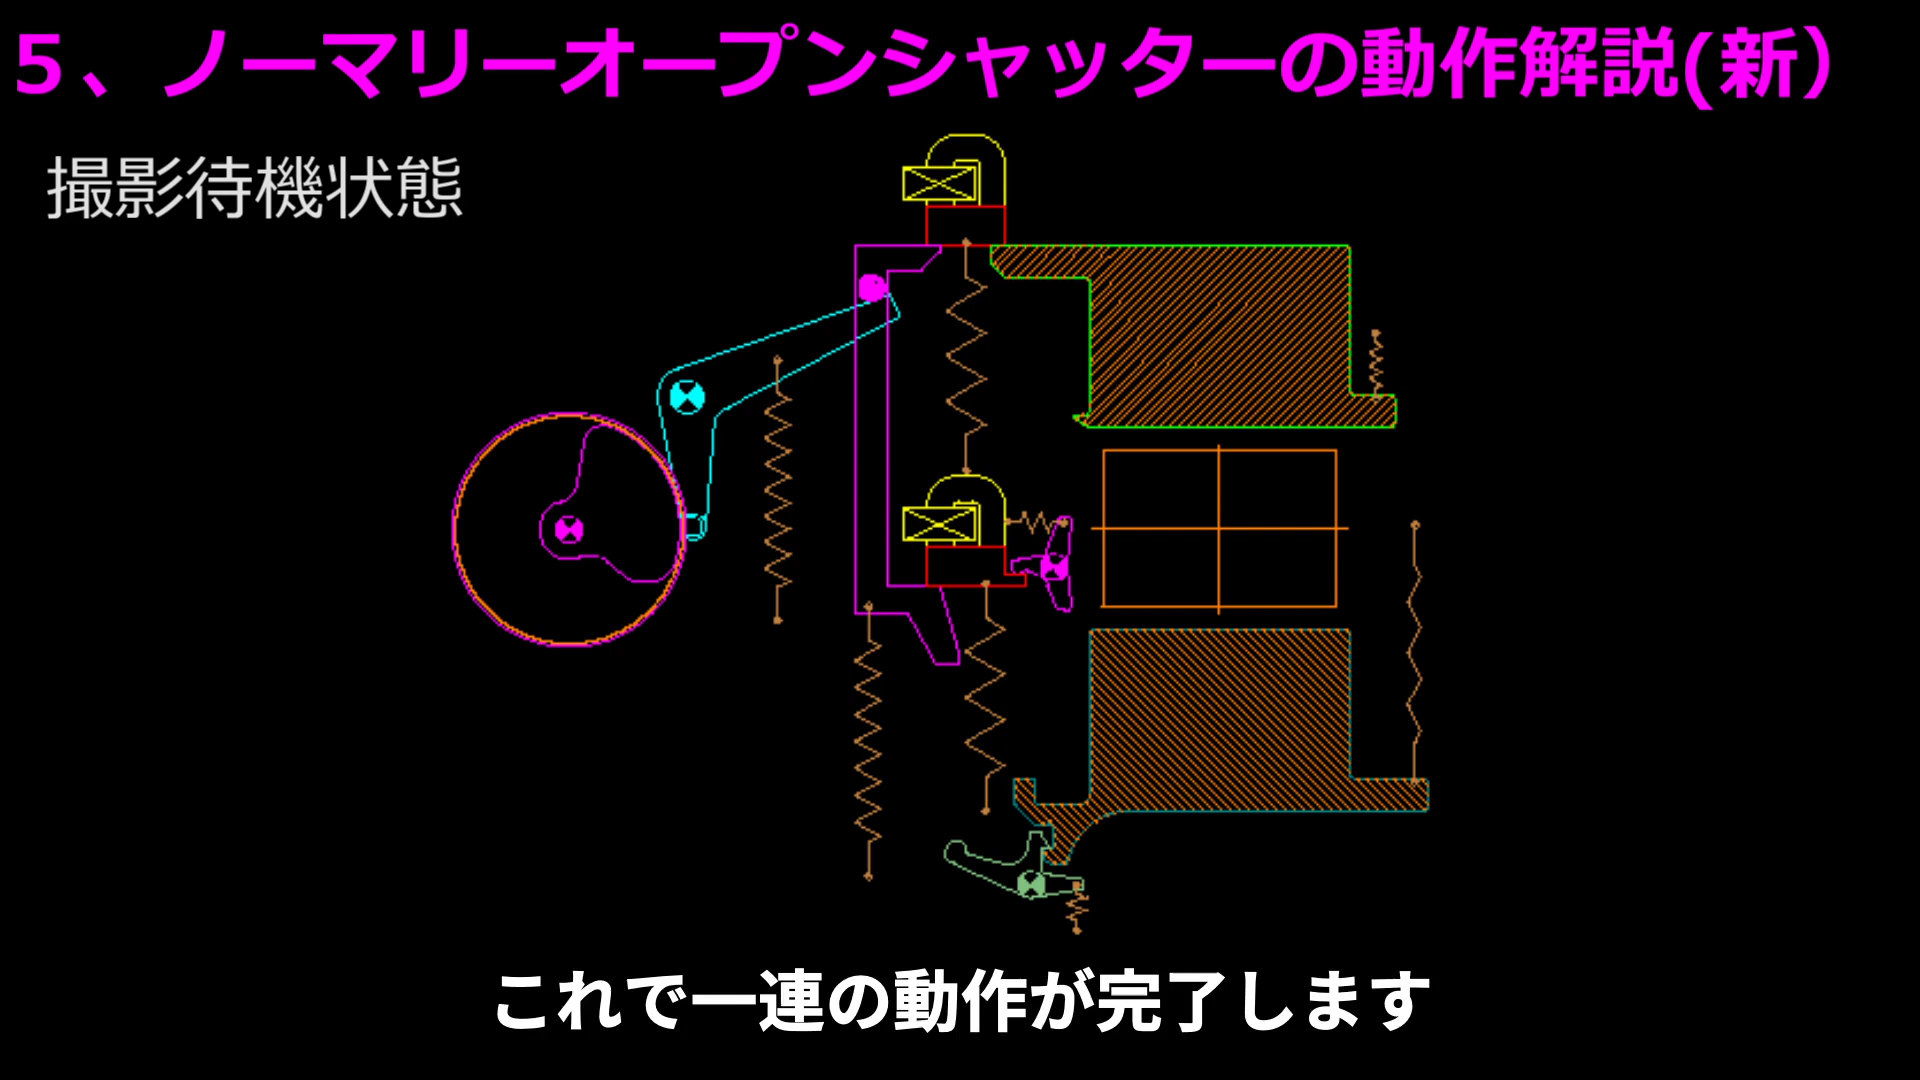 5、ノーマリーオープンシャッターの動作解説(新）
撮影待機状態
これで一連の動作が完了します